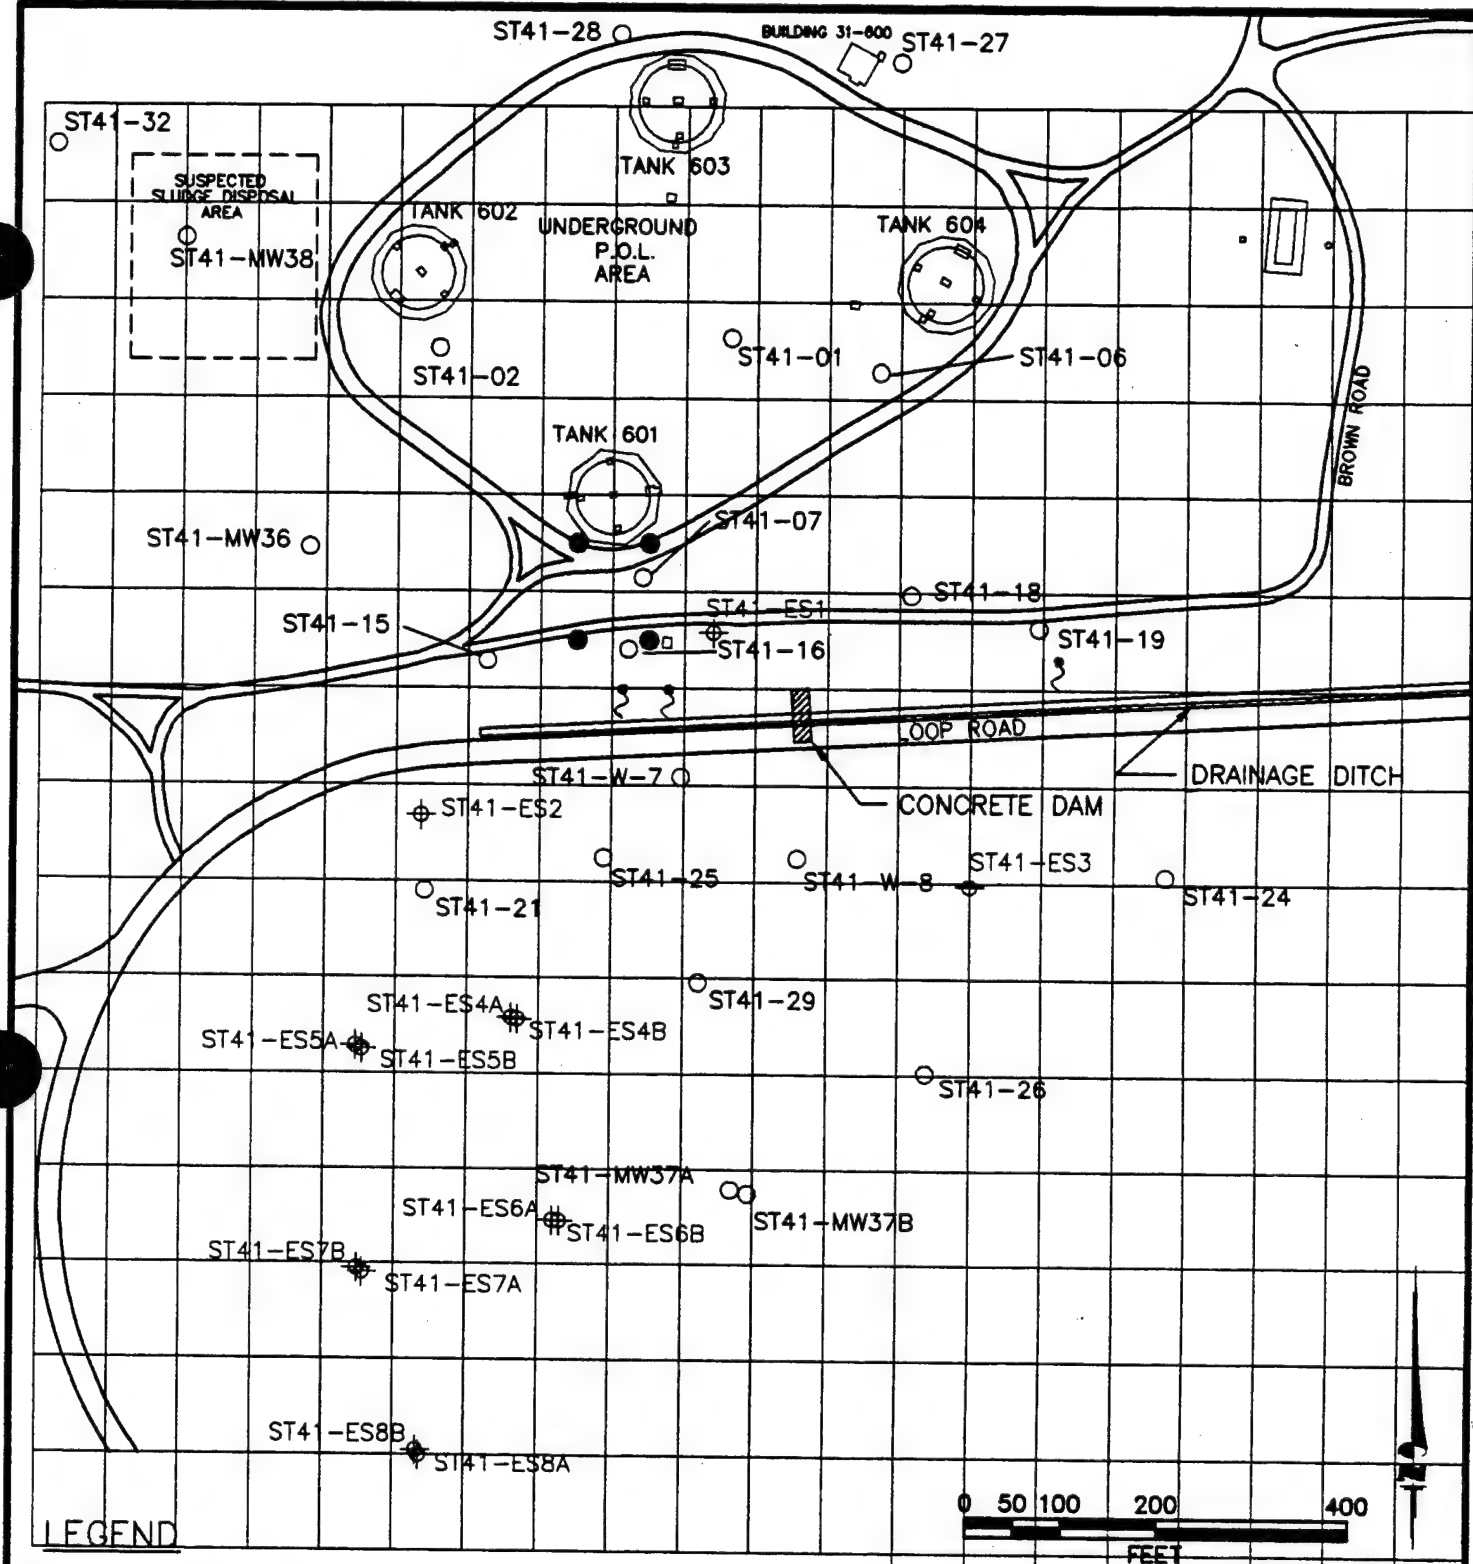 ST41-28
BUILDING 31-600
ST41-27
ST41-32
TANK 603
SUSPECTED
SLUDGE DISPOSAL
AREA
TANK 602
UNDERGROUND
P.O.L.
AREA
TANK 604
ST41-MW38
ST41-01
ST41-06
ST41-02
BROWN ROAD
TANK 601
ST41-07
ST41-MW36
ST41-18
ST41-ES1
ST41-15
ST41-16
ST41-19
LOOP ROAD
ST41-W-7
DRAINAGE DITCH
ST41-ES2
CONCRETE DAM
ST41-25
ST41-W-8
ST41-ES3
ST41-21
ST41-24
ST41-29
ST41-ES4A
ST41-ES4B
ST41-ES5A
ST41-ES5B
ST41-26
ST41-MW37A
ST41-ES6A
ST41-MW37B
ST41-ES6B
ST41-ES7B
ST41-ES7A
ST41-ES8B
ST41-ES8A
0 50 100 200 400
FEET
LEGEND
N